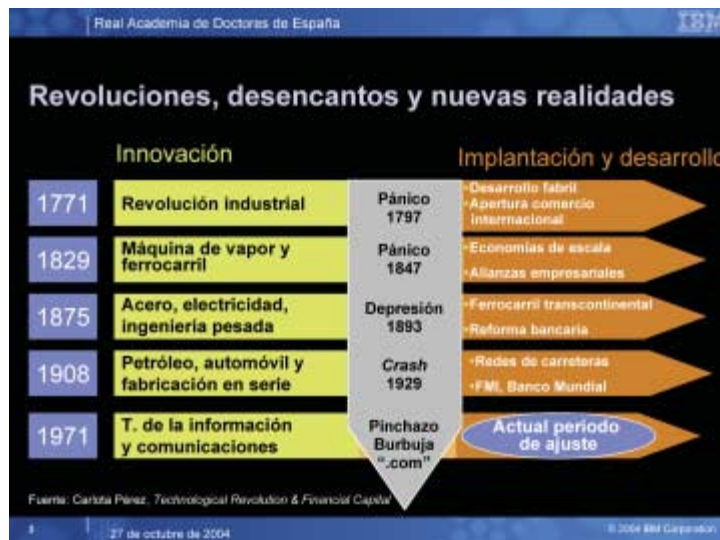 Real Academia de Doctores de España
IBM
Revoluciones, desencantos y nuevas realidades
Innovación
Implantación y desarrollo
1771
Revolución industrial
Pánico
1797
•Desarrollo fabril
•Apertura comercio
interrnacional
1829
Máquina de vapor y
ferrocarril
Pánico
1847
•Economías de escala
•Alianzas empresariales
1875
Acero, electricidad,
ingeniería pesada
Depresión
1893
•Ferrocarril transcontinental
•Reforma bancaria
1908
Petróleo, automóvil y
fabricación en serie
Crash
1929
•Redes de carreteras
•FMI, Banco Mundial
1971
T. de la información
y comunicaciones
Pinchazo
Burbuja
".com"
Actual periodo
de ajuste
Fuente: Carlota Pérez, Technological Revolution & Financial Capital
27 de octubre de 2004
© 2004 IBM Corporation